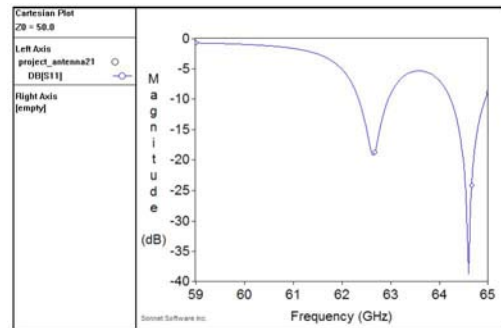 Cartesian Plot
Z0 = 50.0
Left Axis
project_antenna21
DB[S11]
Right Axis
[empty]
Magnitude
(dB)
0
-5
-10
-15
-20
-25
-30
-35
-40
59 60 61 62 63 64 65
Sonnet Software Inc.
Frequency (GHz)